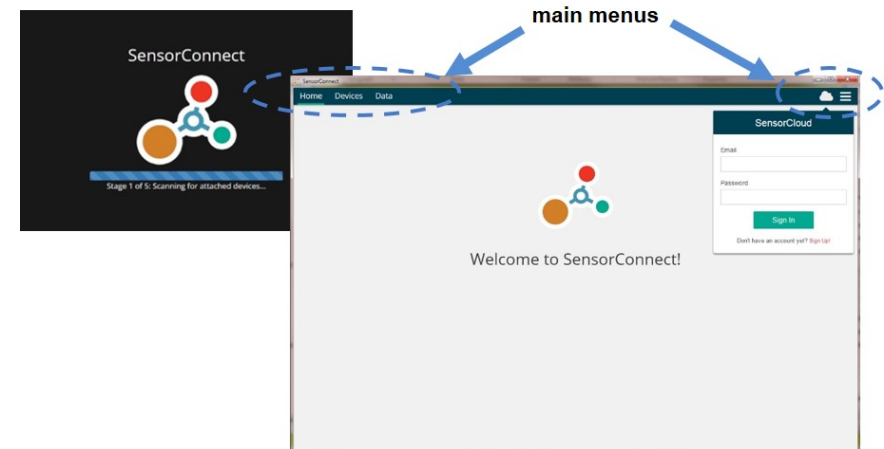 main menus
SensorConnect
Stage 1 of 5: Scanning for attached devices...
SensorConnect
Home Devices Data
SensorCloud
Email
Password
Sign In
Don't have an account yet? Sign Up!
Welcome to SensorConnect!